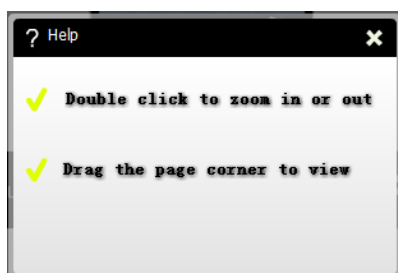 ? Help
Double click to zoom in or out
Drag the page corner to view